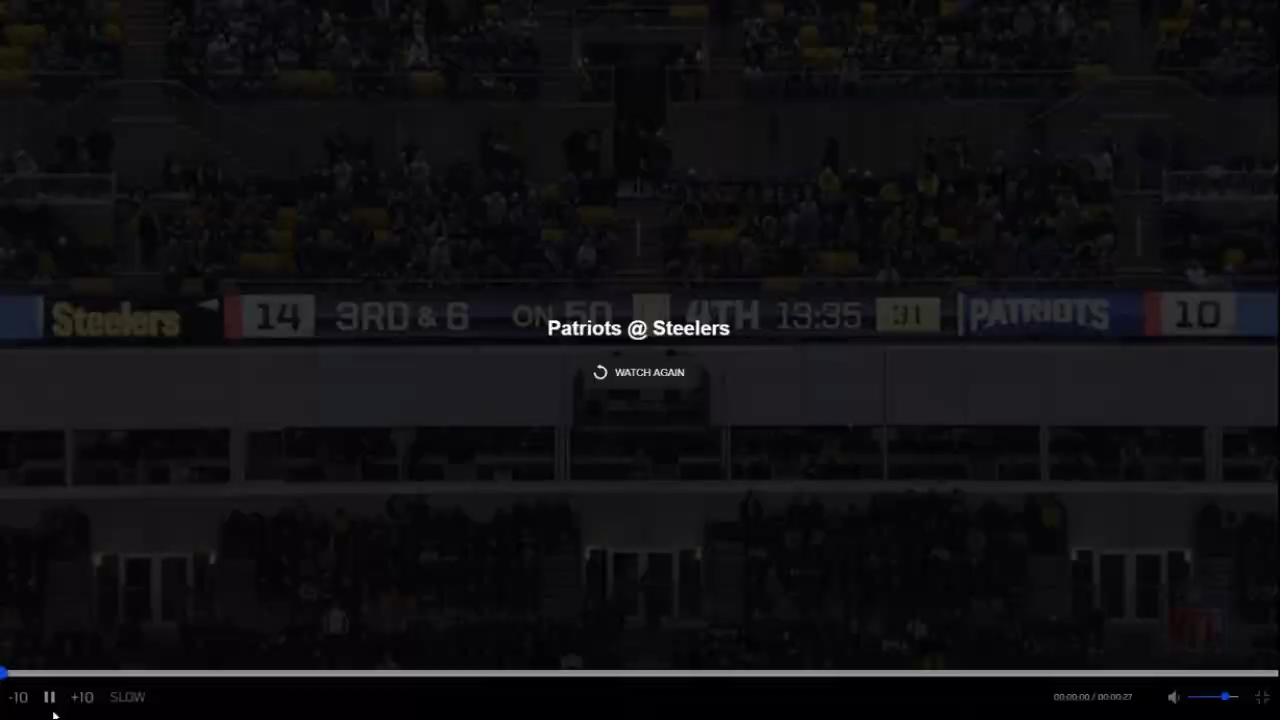 Steelers 14 3RD & 6 ON 50 4TH 13:35 31 PATRIOTS 10
Patriots @ Steelers
WATCH AGAIN
-10 +10 SLOW 00:00:00 / 00:00:27